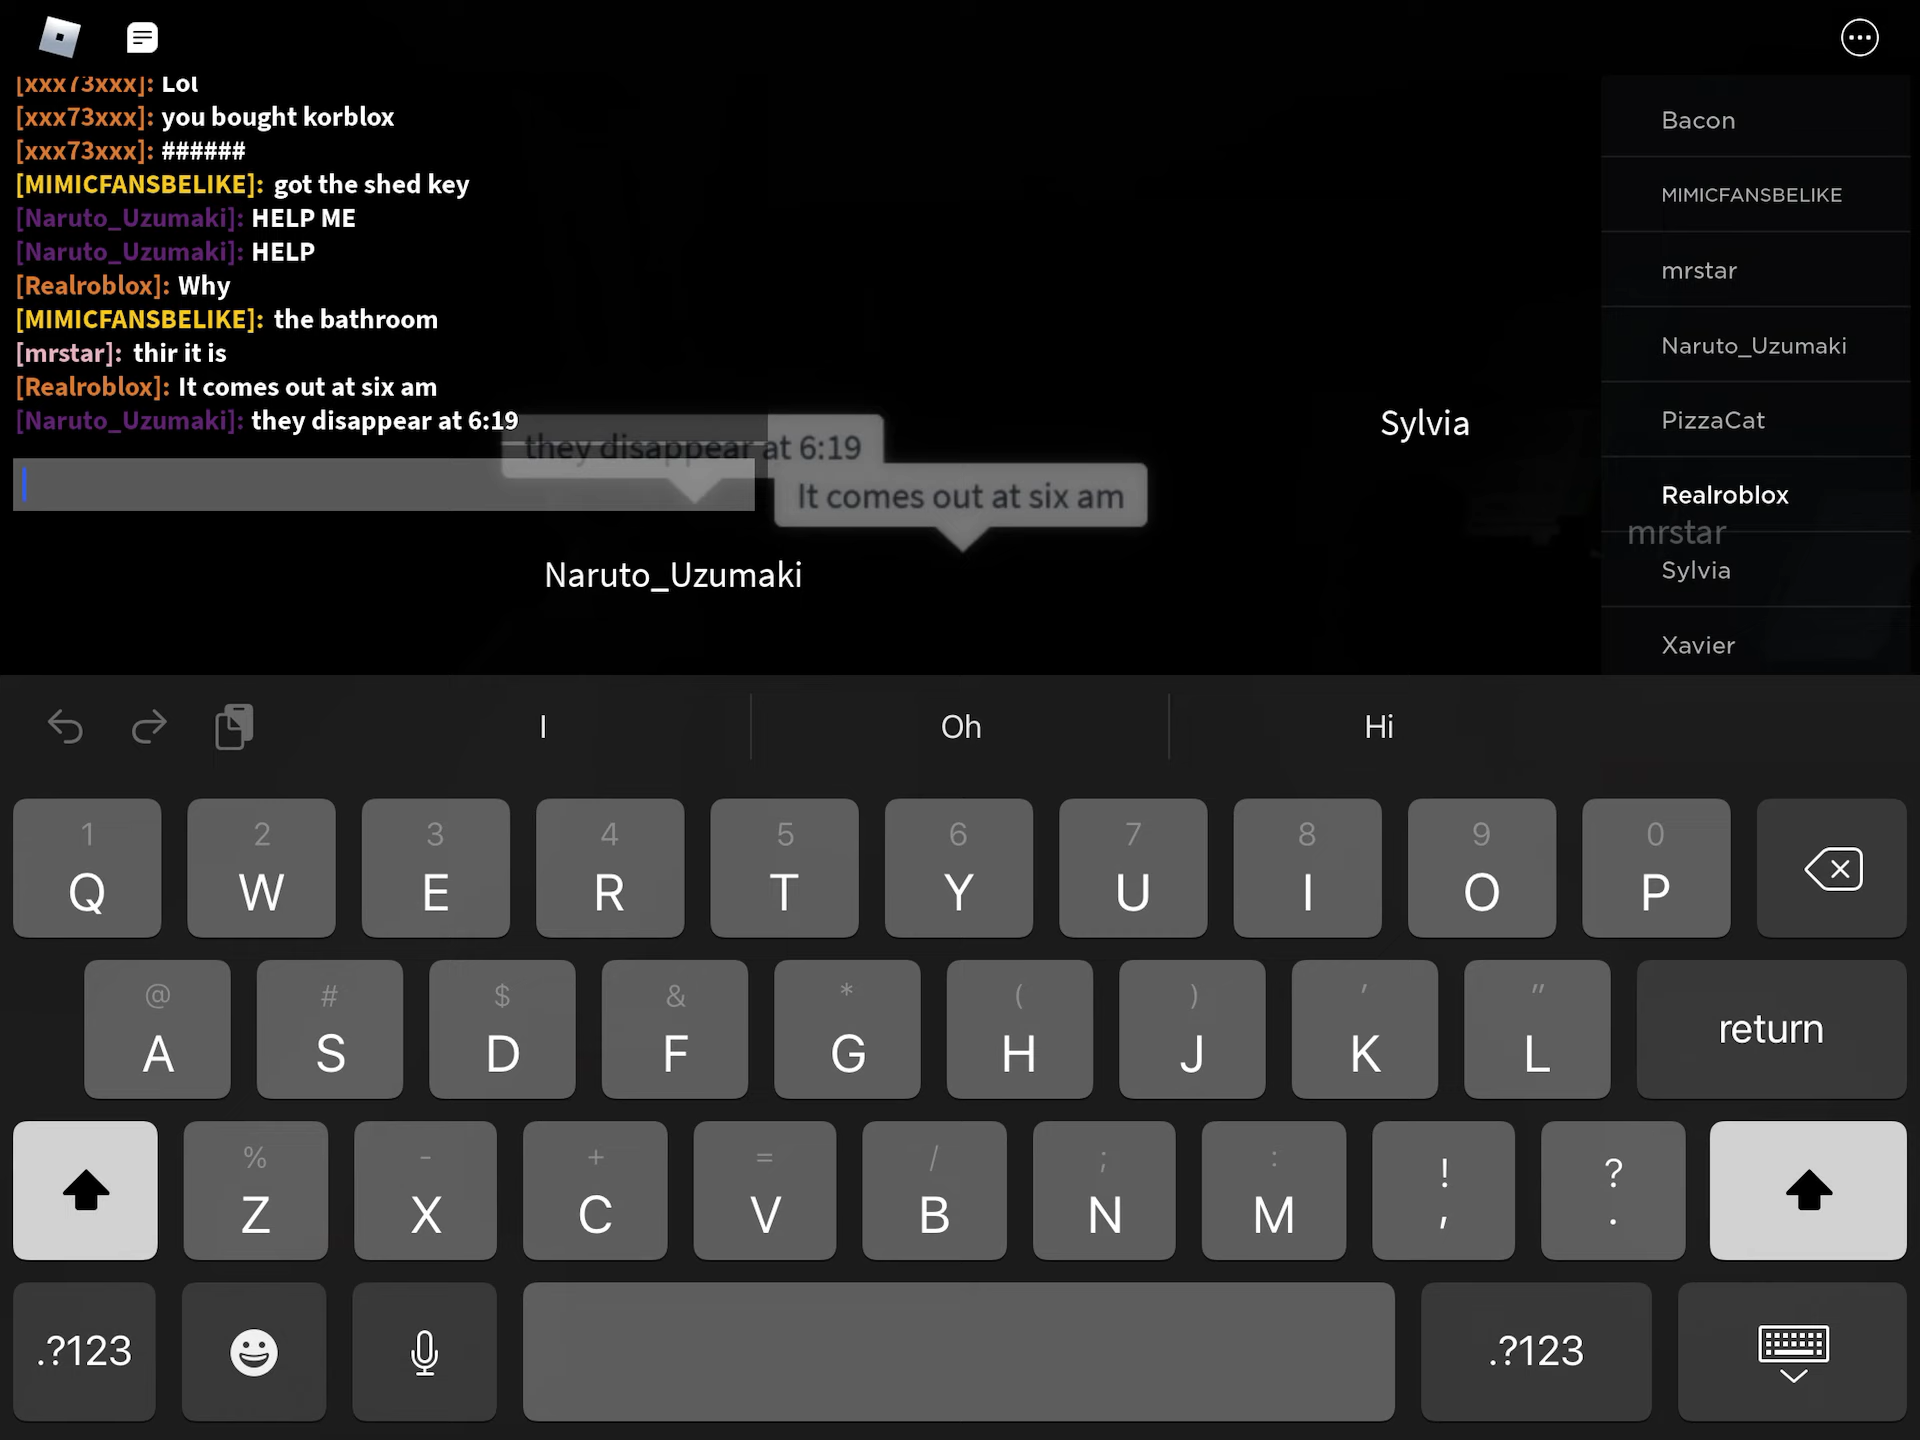 [xxx73xxx]: Lol
[xxx73xxx]: you bought korblox
[xxx73xxx]: ######
[MIMICFANSBELIKE]: got the shed key
[Naruto_Uzumaki]: HELP ME
[Naruto_Uzumaki]: HELP
[Realroblox]: Why
[MIMICFANSBELIKE]: the bathroom
[mrstar]: thir it is
[Realroblox]: It comes out at six am
[Naruto_Uzumaki]: they disappear at 6:19
they disappear at 6:19
It comes out at six am
Naruto_Uzumaki
Sylvia
Bacon
MIMICFANSBELIKE
mrstar
Naruto_Uzumaki
PizzaCat
Realroblox
mrstar
Sylvia
Xavier
I Oh Hi
1 2 3 4 5 6 7 8 9 0
Q W E R T Y U I O P
@ # $ & * ( ) ' "
A S D F G H J K L return
% - + = / ; : ! ?
Z X C V B N M , .
.?123 .?123